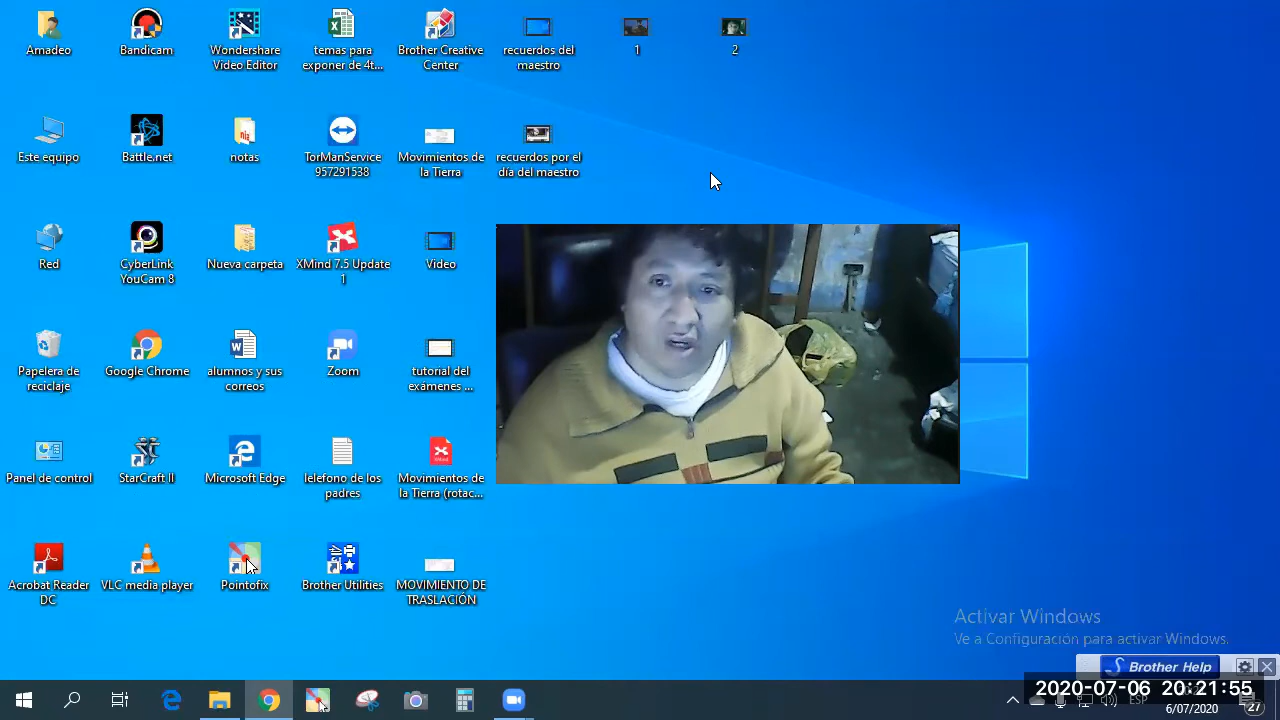 Amadeo
Bandicam
Wondershare
Video Editor
temas para
exponer de 4t...
Brother Creative
Center
recuerdos del
maestro
1
2
Este equipo
Battle.net
notas
TorManService
957291538
Movimientos de
la Tierra
recuerdos por el
día del maestro
Red
CyberLink
YouCam 8
Nueva carpeta
XMind 7.5 Update
1
Video
Papelera de
reciclaje
Google Chrome
alumnos y sus
correos
Zoom
tutorial del
exámenes ...
Panel de control
StarCraft II
Microsoft Edge
telefono de los
padres
Movimientos de
la Tierra (rotac...
Acrobat Reader
DC
VLC media player
Pointofix
Brother Utilities
MOVIMIENTO DE
TRASLACIÓN
Activar Windows
Ve a Configuración para activar Windows.
Brother Help
2020-07-06 20:21:55
ESP
6/07/2020
27